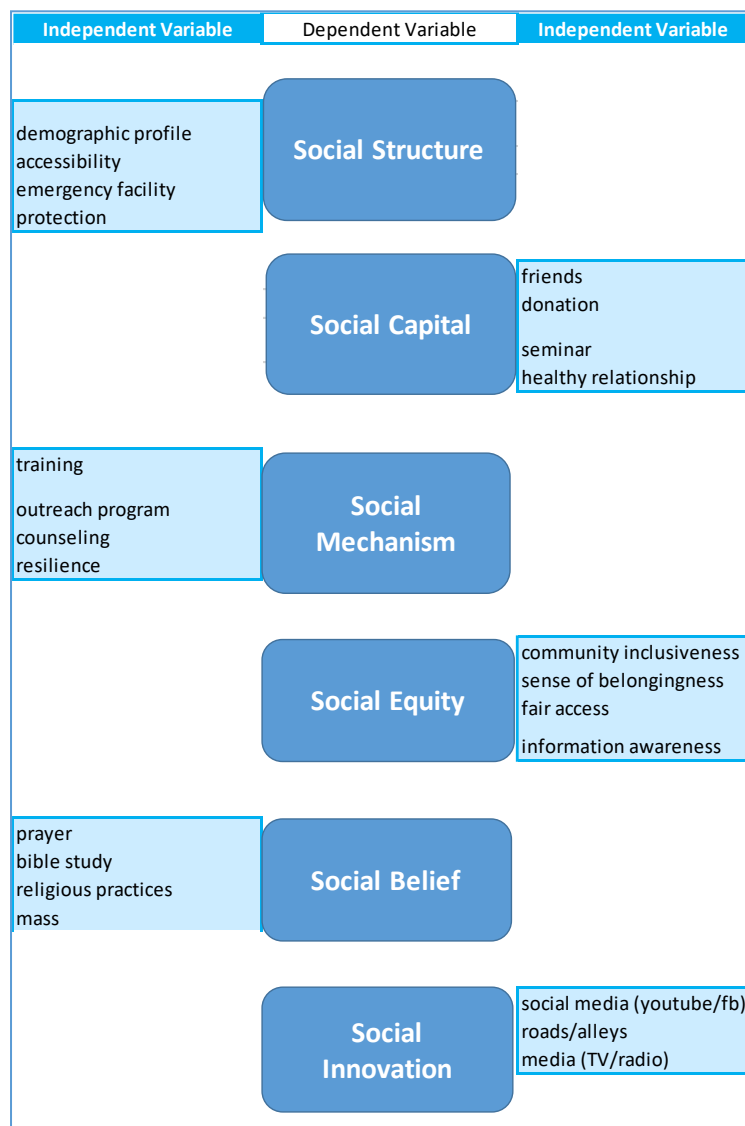 Independent Variable
Dependent Variable
Independent Variable
demographic profile
accessibility
emergency facility
protection
Social Structure
Social Capital
friends
donation
seminar
healthy relationship
training
outreach program
counseling
resilience
Social
Mechanism
Social Equity
community inclusiveness
sense of belongingness
fair access
information awareness
prayer
bible study
religious practices
mass
Social Belief
Social
Innovation
social media (youtube/fb)
roads/alleys
media (TV/radio)